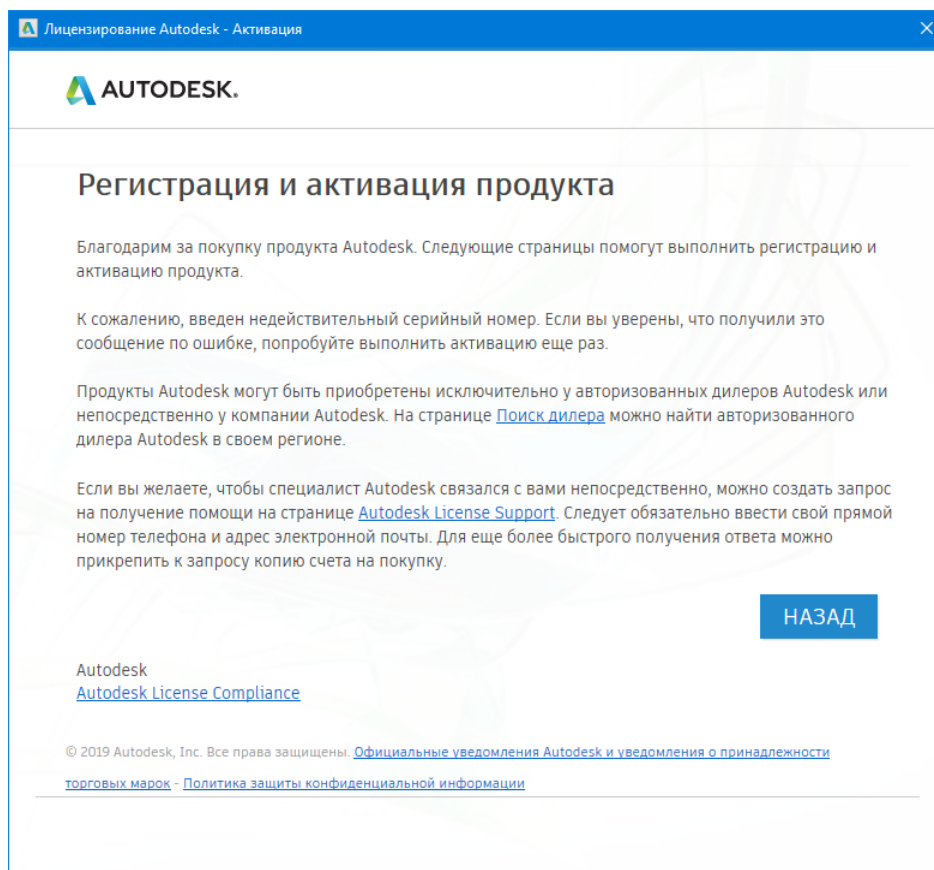 Лицензирование Autodesk - Активация
AUTODESK.
Регистрация и активация продукта
Благодарим за покупку продукта Autodesk. Следующие страницы помогут выполнить регистрацию и
активацию продукта.
К сожалению, введен недействительный серийный номер. Если вы уверены, что получили это
сообщение по ошибке, попробуйте выполнить активацию еще раз.
Продукты Autodesk могут быть приобретены исключительно у авторизованных дилеров Autodesk или
непосредственно у компании Autodesk. На странице Поиск дилера можно найти авторизованного
дилера Autodesk в своем регионе.
Если вы желаете, чтобы специалист Autodesk связался с вами непосредственно, можно создать запрос
на получение помощи на странице Autodesk License Support. Следует обязательно ввести свой прямой
номер телефона и адрес электронной почты. Для еще более быстрого получения ответа можно
прикрепить к запросу копию счета на покупку.
НАЗАД
Autodesk
Autodesk License Compliance
© 2019 Autodesk, Inc. Все права защищены. Официальные уведомления Autodesk и уведомления о принадлежности
торговых марок - Политика защиты конфиденциальной информации